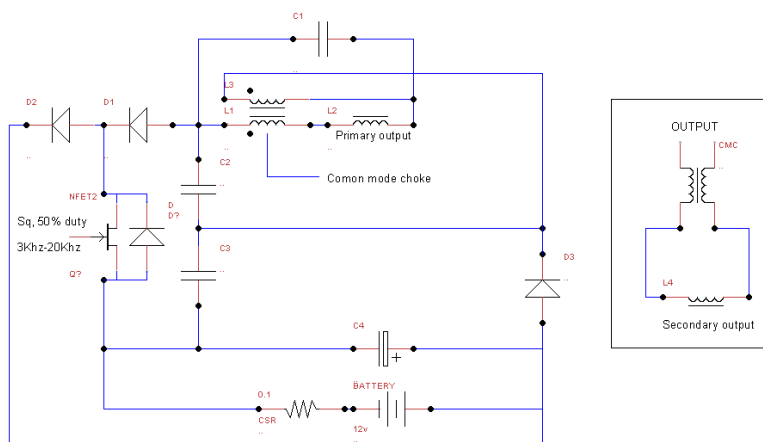 C1
..
L3
D2
D1
L1
L2
..
..
Primary output
OUTPUT
CMC
..
C2
..
Comon mode choke
NFET2
D
D?
Sq, 50% duty
3Khz-20Khz
C3
..
Q?
D3
..
L4
Secondary output
C4
+
0.1
BATTERY
CSR
12v
..
..